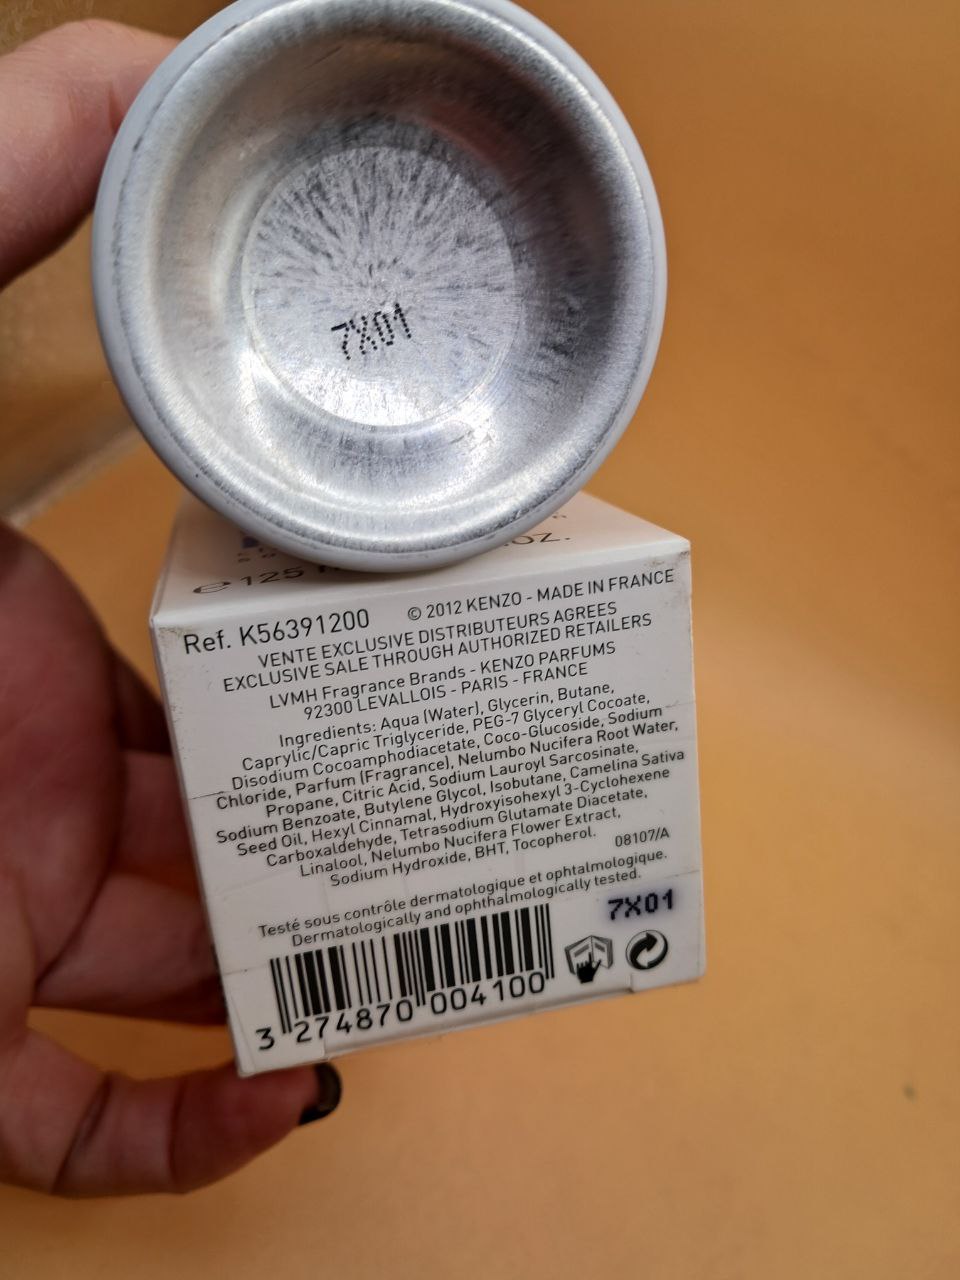 7X01
OZ.
℮ 125
Ref. K56391200 © 2012 KENZO - MADE IN FRANCE
VENTE EXCLUSIVE DISTRIBUTEURS AGREES
EXCLUSIVE SALE THROUGH AUTHORIZED RETAILERS
LVMH Fragrance Brands - KENZO PARFUMS
92300 LEVALLOIS - PARIS - FRANCE
Ingredients: Aqua (Water), Glycerin, Butane,
Caprylic/Capric Triglyceride, PEG-7 Glyceryl Cocoate,
Disodium Cocoamphodiacetate, Coco-Glucoside, Sodium
Chloride, Parfum (Fragrance), Nelumbo Nucifera Root Water,
Propane, Citric Acid, Sodium Lauroyl Sarcosinate,
Sodium Benzoate, Butylene Glycol, Isobutane, Camelina Sativa
Seed Oil, Hexyl Cinnamal, Hydroxyisohexyl 3-Cyclohexene
Carboxaldehyde, Tetrasodium Glutamate Diacetate,
Linalool, Nelumbo Nucifera Flower Extract,
Sodium Hydroxide, BHT, Tocopherol. 08107/A
Testé sous contrôle dermatologique et ophtalmologique.
Dermatologically and ophthalmologically tested.
7X01
3 274870 004100